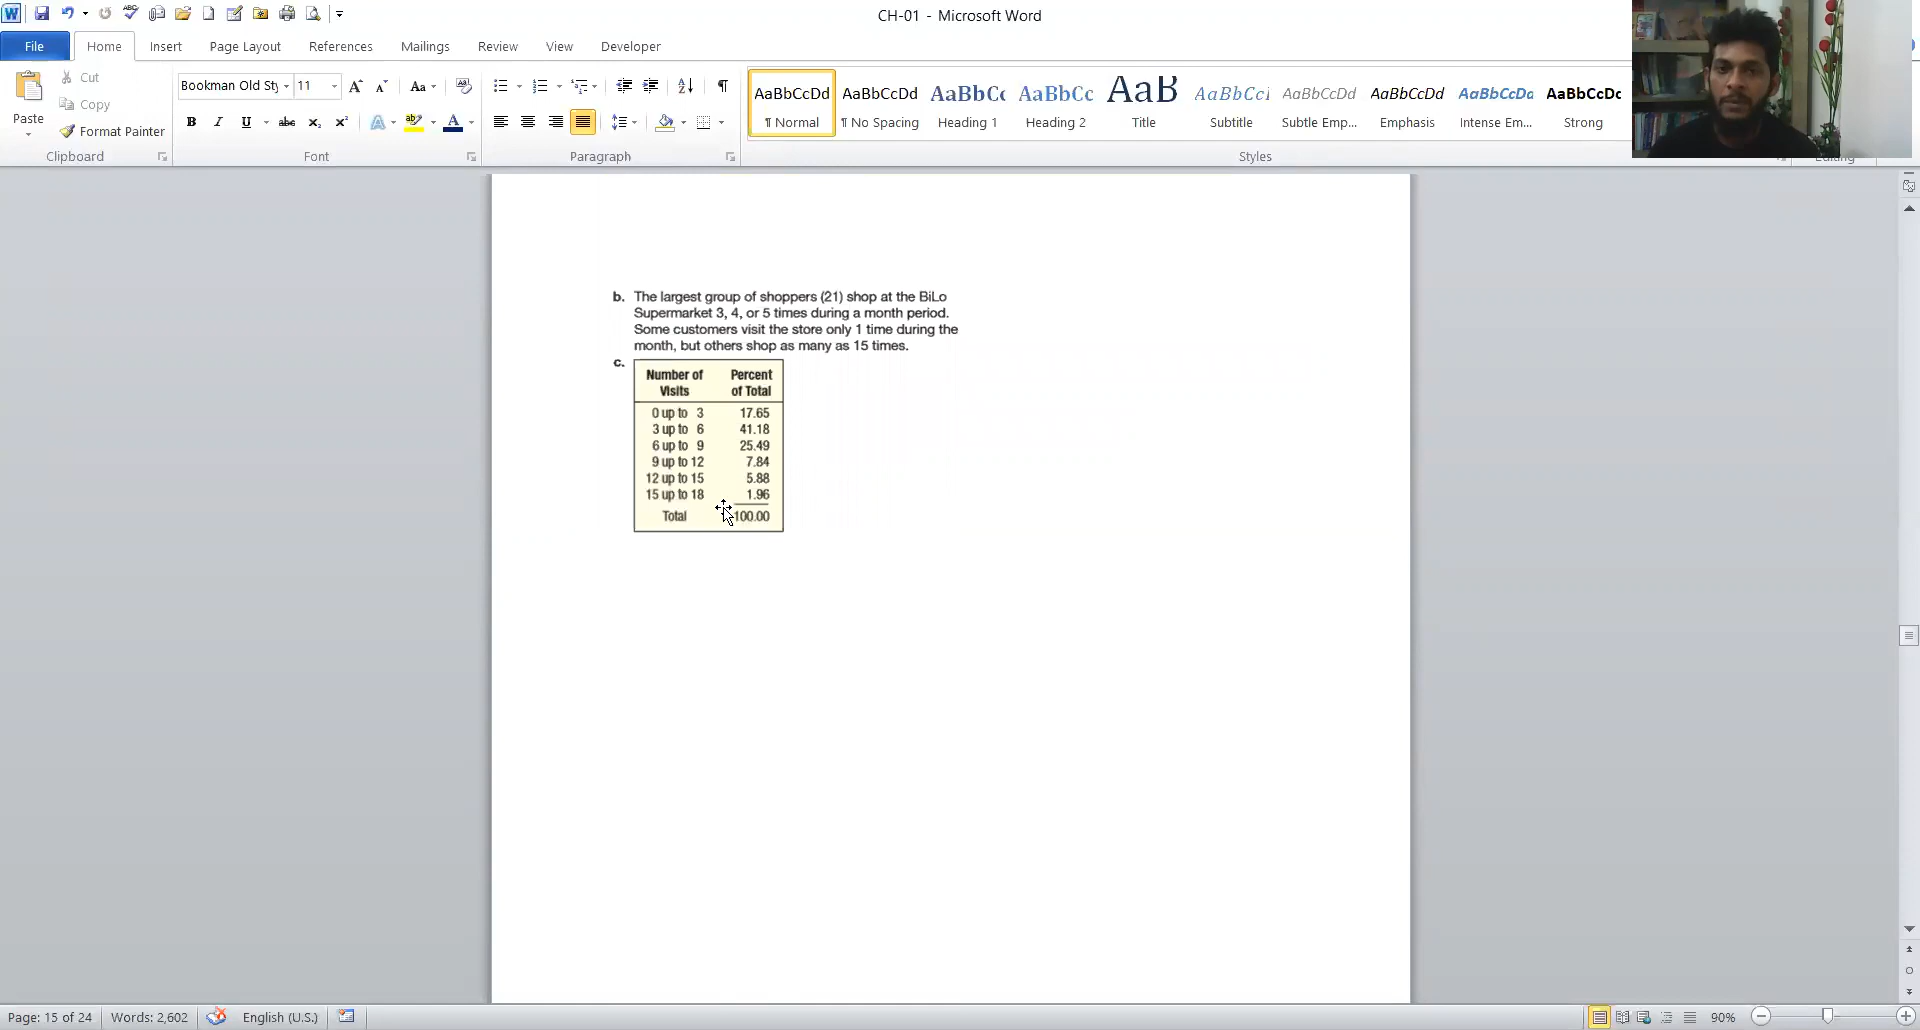 CH-01 - Microsoft Word
File Home Insert Page Layout References Mailings Review View Developer
Paste
Cut
Copy
Format Painter
Clipboard
Bookman Old Sty 11
Font
Paragraph
AaBbCcDd
¶ Normal
AaBbCcDd
¶ No Spacing
AaBbCc
Heading 1
AaBbCc
Heading 2
AaB
Title
AaBbCcl
Subtitle
AaBbCcDd
Subtle Emp...
AaBbCcDd
Emphasis
AaBbCcDd
Intense Em...
AaBbCcDc
Strong
Styles
b. The largest group of shoppers (21) shop at the BiLo
Supermarket 3, 4, or 5 times during a month period.
Some customers visit the store only 1 time during the
month, but others shop as many as 15 times.
c.
Number of Percent
Visits of Total
0 up to 3 17.65
3 up to 6 41.18
6 up to 9 25.49
9 up to 12 7.84
12 up to 15 5.88
15 up to 18 1.96
Total 100.00
Page: 15 of 24 Words: 2,602 English (U.S.) 90%